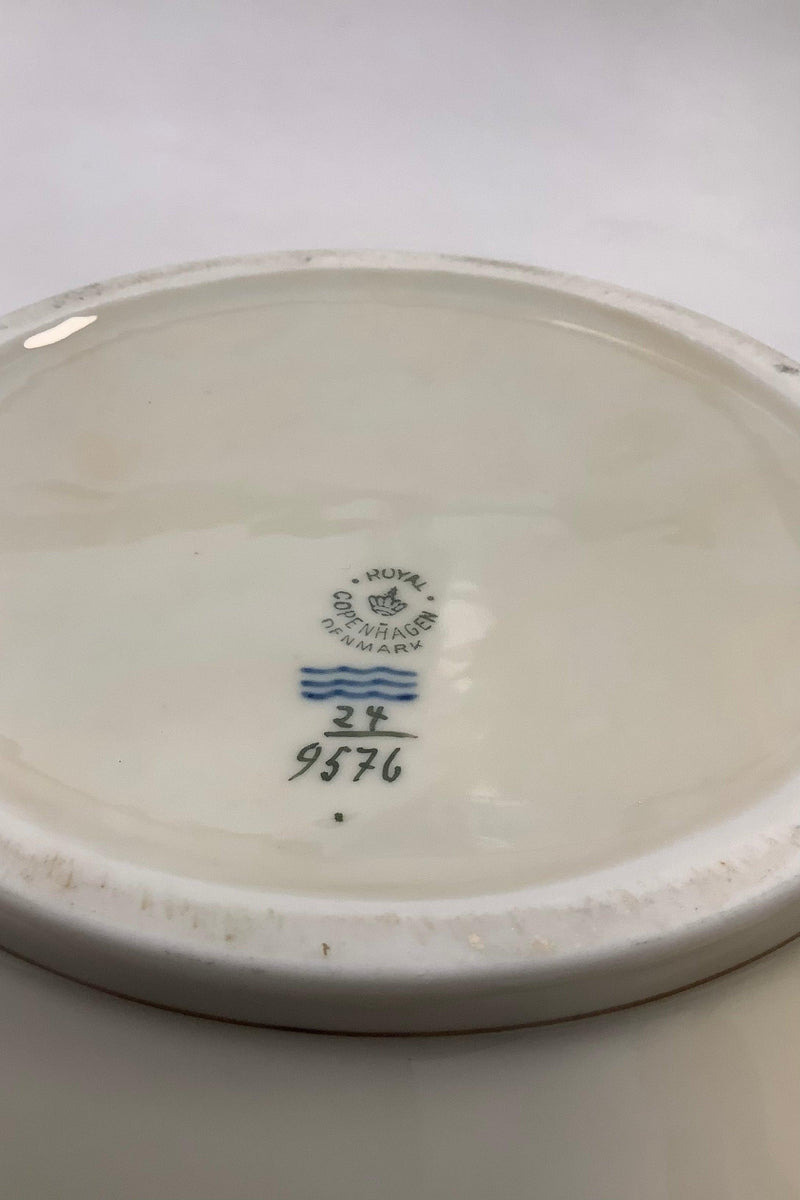 ROYAL
COPENHAGEN
DENMARK
24
9576